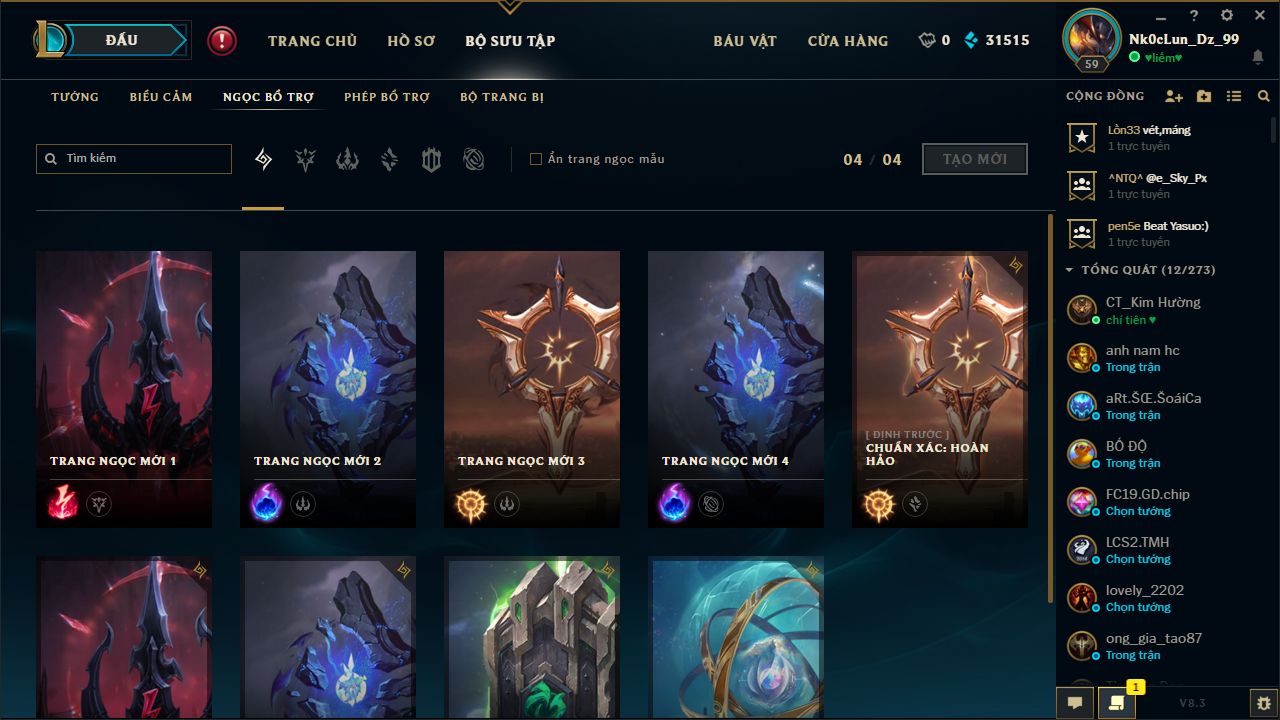 ĐẤU
TRANG CHỦ
HỒ SƠ
BỘ SƯU TẬP
BÁU VẬT
CỬA HÀNG
0
31515
59
Nk0cLun_Dz_99
♥liềm♥
TƯỚNG
BIỂU CẢM
NGỌC BỔ TRỢ
PHÉP BỔ TRỢ
BỘ TRANG BỊ
Tìm kiếm
Ẩn trang ngọc mẫu
04 / 04
TẠO MỚI
TRANG NGỌC MỚI 1
TRANG NGỌC MỚI 2
TRANG NGỌC MỚI 3
TRANG NGỌC MỚI 4
[ ĐỊNH TRƯỚC ]
CHUẨN XÁC: HOÀN
HẢO
CỘNG ĐỒNG
Lồn33 vét,máng
1 trực tuyến
^NTQ^ @e_Sky_Px
1 trực tuyến
pen5e Beat Yasuo:)
1 trực tuyến
TỔNG QUÁT (12/273)
CT_Kim Hường
chí tiên ♥
anh nam hc
Trong trận
aRt.ŠŒ.ŠoáiCa
Trong trận
BỐ ĐỘ
Trong trận
FC19.GD.chip
Chọn tướng
LCS2.TMH
Chọn tướng
lovely_2202
Chọn tướng
ong_gia_tao87
Trong trận
1
V8.3